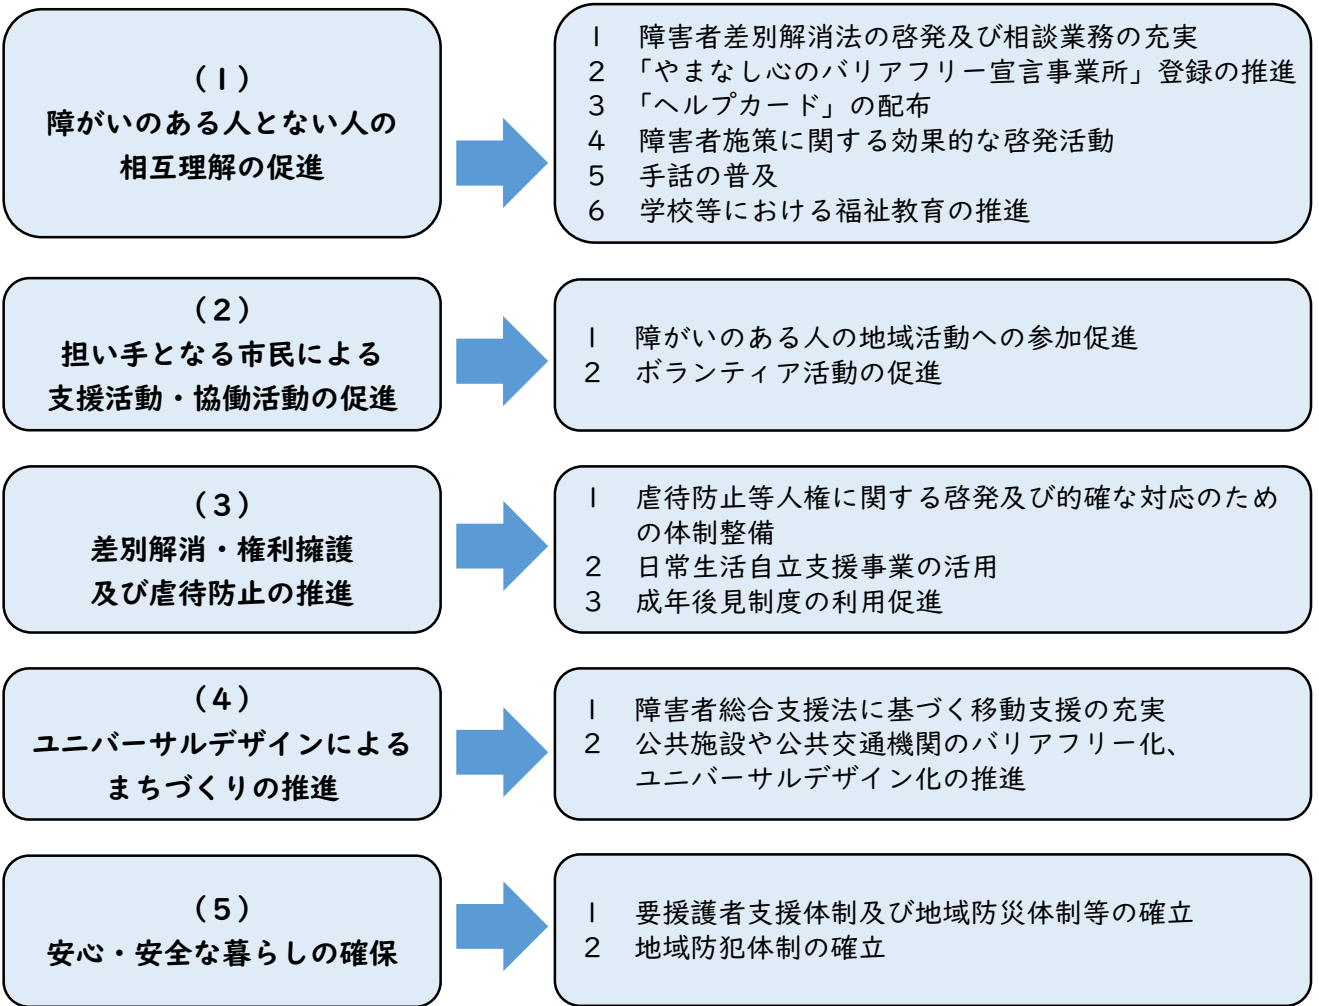 （1）
障がいのある人とない人の
相互理解の促進
1 障害者差別解消法の啓発及び相談業務の充実
2 「やまなし心のバリアフリー宣言事業所」登録の推進
3 「ヘルプカード」の配布
4 障害者施策に関する効果的な啓発活動
5 手話の普及
6 学校等における福祉教育の推進
（2）
担い手となる市民による
支援活動・協働活動の促進
1 障がいのある人の地域活動への参加促進
2 ボランティア活動の促進
（3）
差別解消・権利擁護
及び虐待防止の推進
1 虐待防止等人権に関する啓発及び的確な対応のため
の体制整備
2 日常生活自立支援事業の活用
3 成年後見制度の利用促進
（4）
ユニバーサルデザインによる
まちづくりの推進
1 障害者総合支援法に基づく移動支援の充実
2 公共施設や公共交通機関のバリアフリー化、
ユニバーサルデザイン化の推進
（5）
安心・安全な暮らしの確保
1 要援護者支援体制及び地域防災体制等の確立
2 地域防犯体制の確立